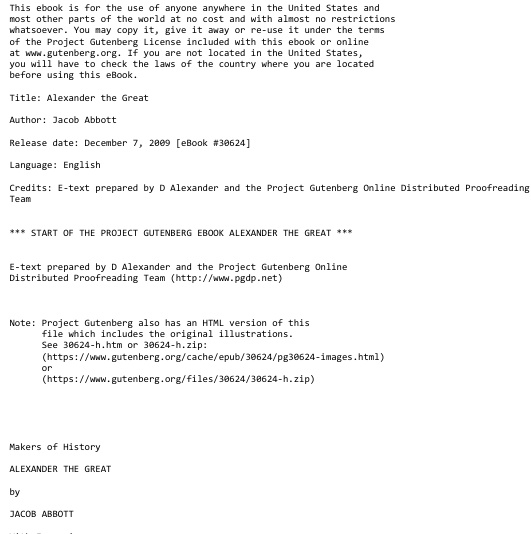 This ebook is for the use of anyone anywhere in the United States and
most other parts of the world at no cost and with almost no restrictions
whatsoever. You may copy it, give it away or re-use it under the terms
of the Project Gutenberg License included with this ebook or online
at www.gutenberg.org. If you are not located in the United States,
you will have to check the laws of the country where you are located
before using this eBook.
Title: Alexander the Great
Author: Jacob Abbott
Release date: December 7, 2009 [eBook #30624]
Language: English
Credits: E-text prepared by D Alexander and the Project Gutenberg Online Distributed Proofreading
Team
*** START OF THE PROJECT GUTENBERG EBOOK ALEXANDER THE GREAT ***
E-text prepared by D Alexander and the Project Gutenberg Online
Distributed Proofreading Team (http://www.pgdp.net)
Note: Project Gutenberg also has an HTML version of this
file which includes the original illustrations.
See 30624-h.htm or 30624-h.zip:
(https://www.gutenberg.org/cache/epub/30624/pg30624-images.html)
or
(https://www.gutenberg.org/files/30624/30624-h.zip)
Makers of History
ALEXANDER THE GREAT
by
JACOB ABBOTT